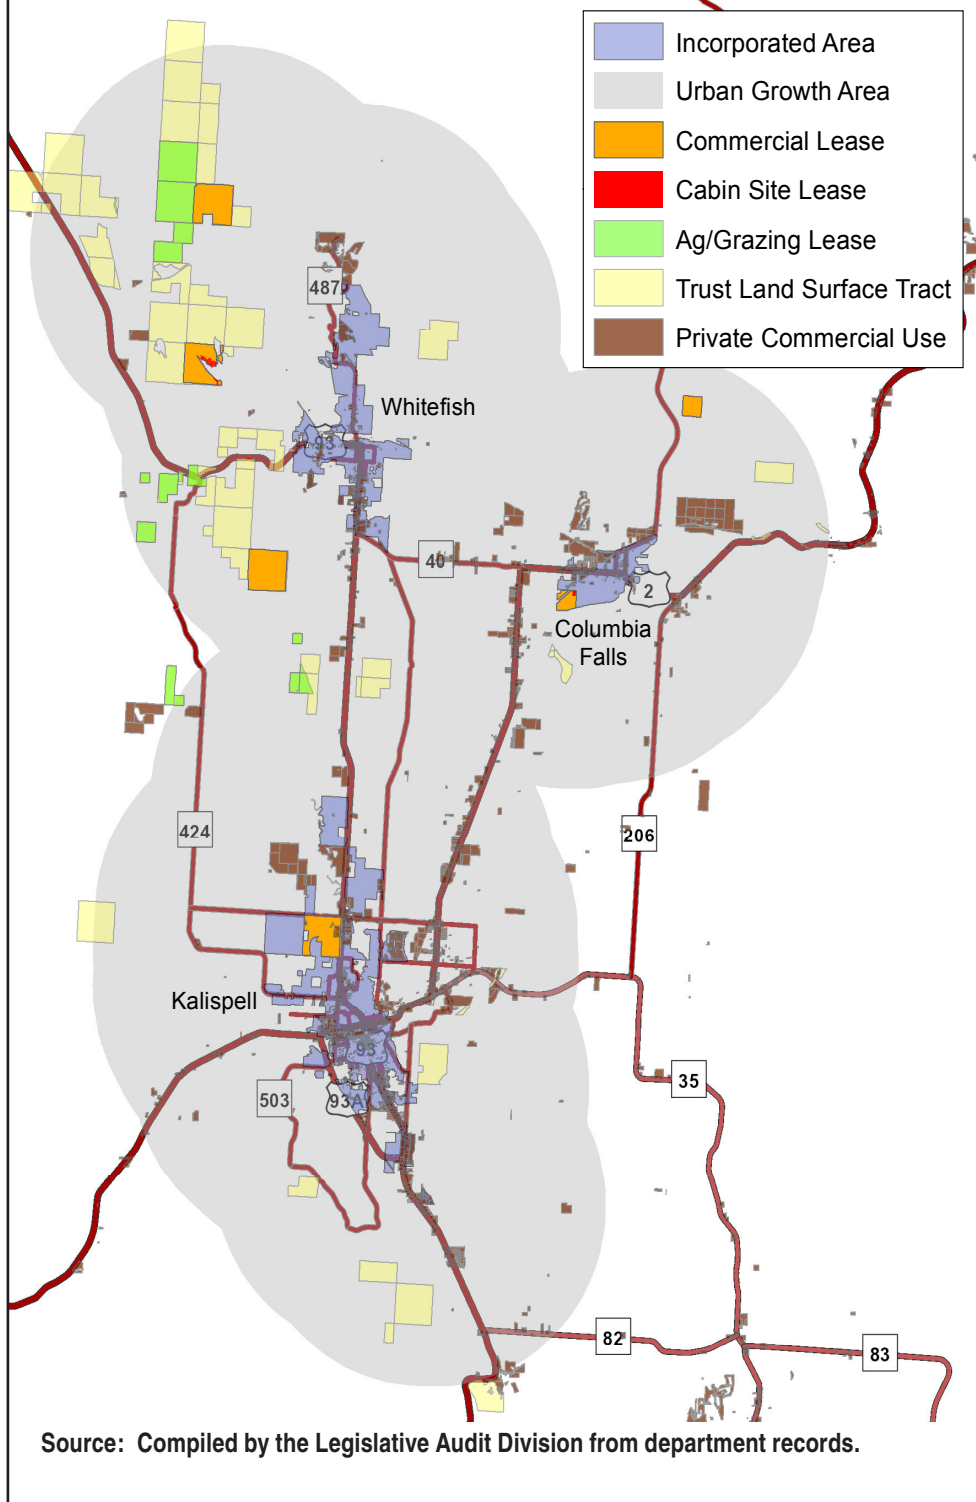 Incorporated Area
Urban Growth Area
Commercial Lease
Cabin Site Lease
Ag/Grazing Lease
Trust Land Surface Tract
Private Commercial Use
487
Whitefish
93
40
2
Columbia
Falls
424
206
Kalispell
93
35
503
93A
82
83
Source: Compiled by the Legislative Audit Division from department records.